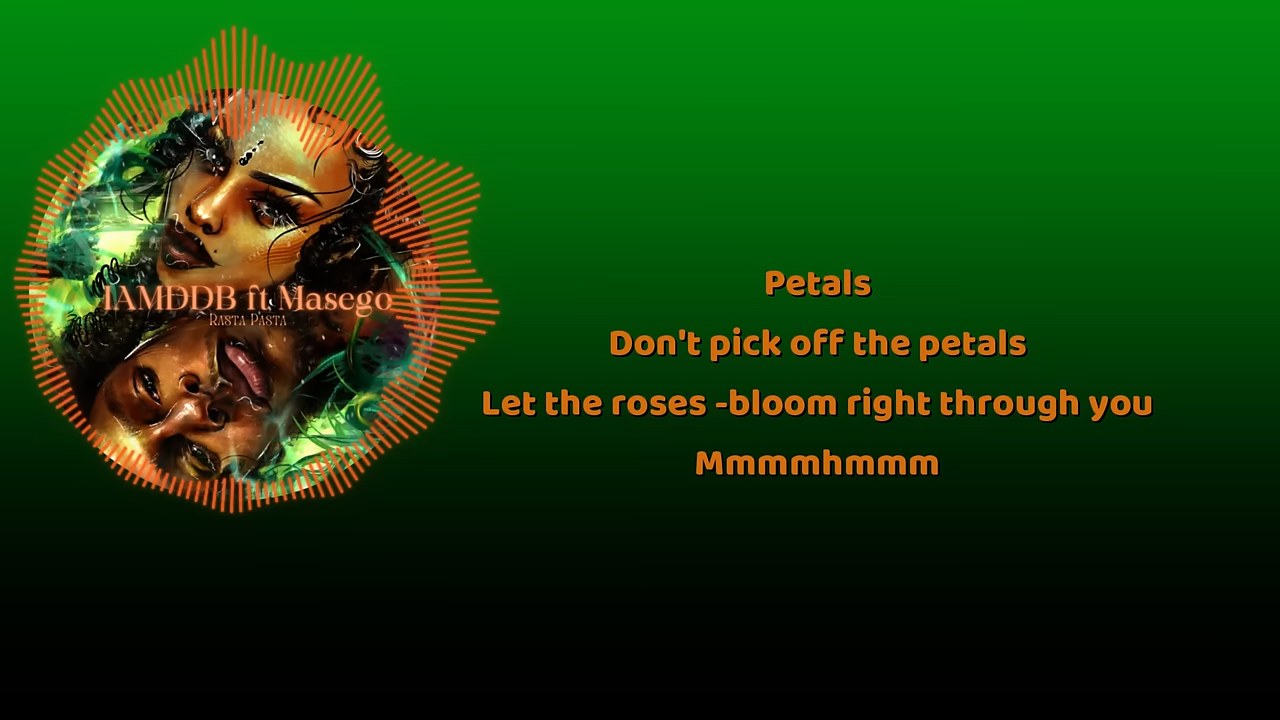 IAMDDB ft Masego
Rasta Pasta
Petals
Don't pick off the petals
Let the roses -bloom right through you
Mmmmhmmm